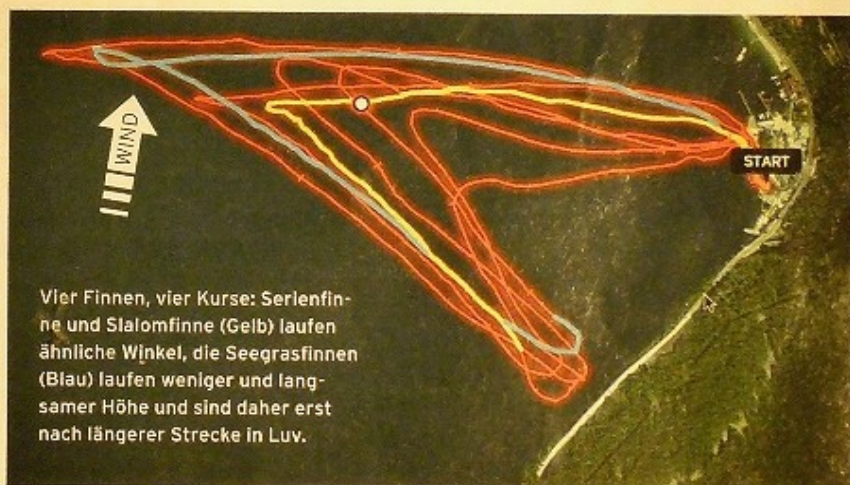 WIND
START
Vier Finnen, vier Kurse: Serienfin-
ne und Slalomfinne (Gelb) laufen
ähnliche Winkel, die Seegrasfinnen
(Blau) laufen weniger und lang-
samer Höhe und sind daher erst
nach längerer Strecke in Luv.